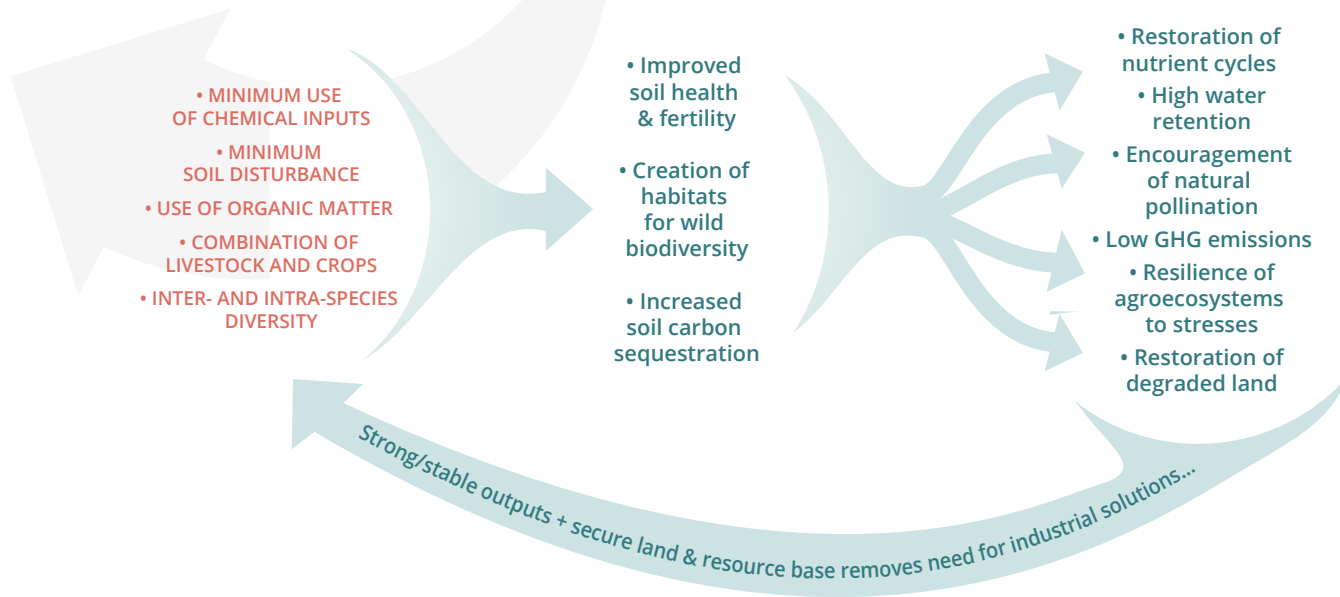 • MINIMUM USE
OF CHEMICAL INPUTS
• MINIMUM
SOIL DISTURBANCE
• USE OF ORGANIC MATTER
• COMBINATION OF
LIVESTOCK AND CROPS
• INTER- AND INTRA-SPECIES
DIVERSITY
• Improved
soil health
& fertility
• Creation of
habitats
for wild
biodiversity
• Increased
soil carbon
sequestration
• Restoration of
nutrient cycles
• High water
retention
• Encouragement
of natural
pollination
• Low GHG emissions
• Resilience of
agroecosystems
to stresses
• Restoration of
degraded land
Strong/stable outputs + secure land & resource base removes need for industrial solutions...